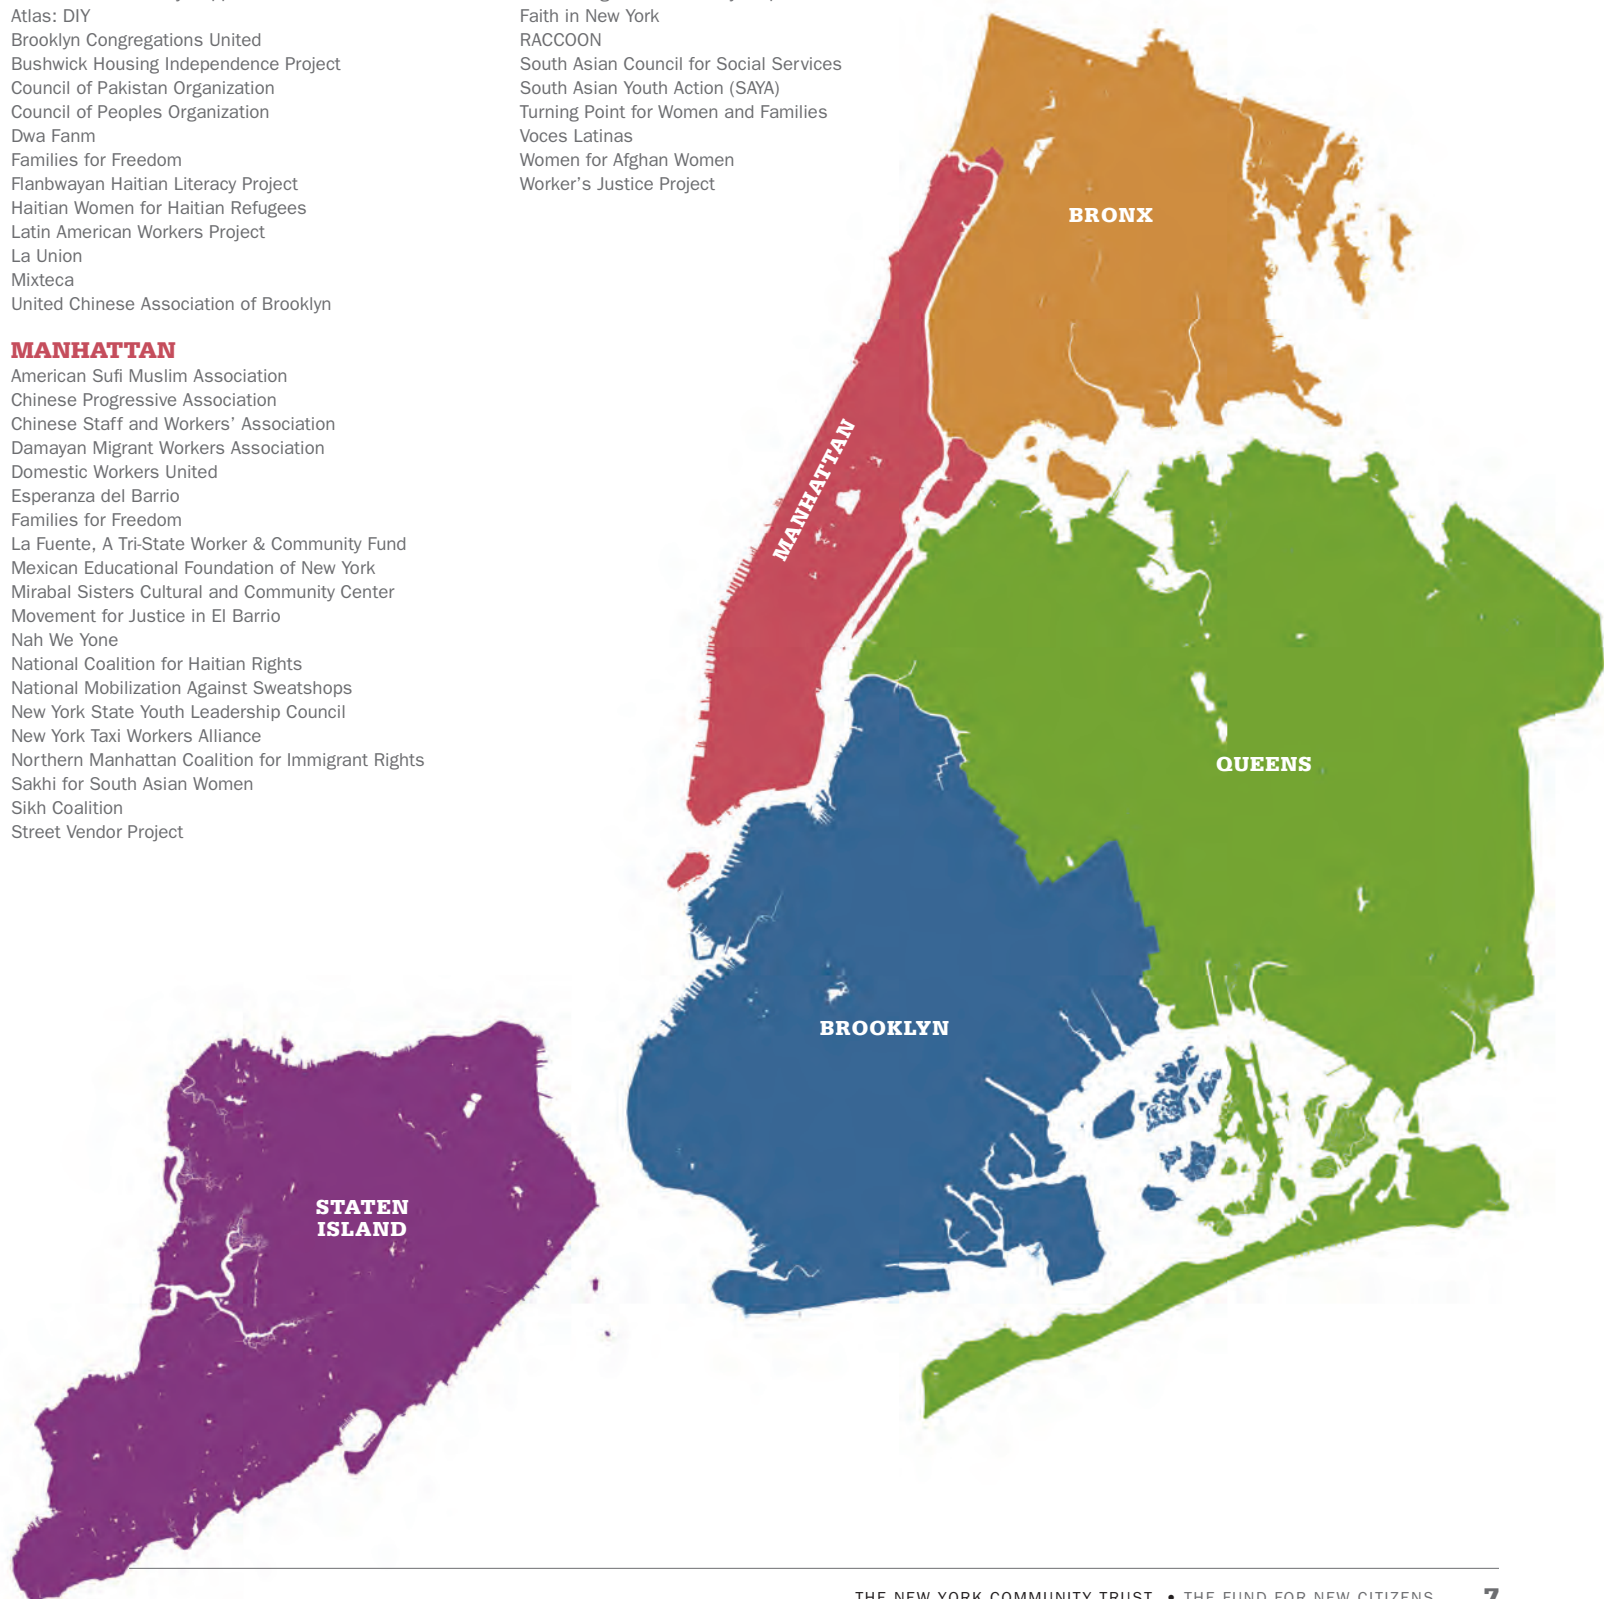 Atlas: DIY
Brooklyn Congregations United
Bushwick Housing Independence Project
Council of Pakistan Organization
Council of Peoples Organization
Dwa Fanm
Families for Freedom
Flanbwayan Haitian Literacy Project
Haitian Women for Haitian Refugees
Latin American Workers Project
La Union
Mixteca
United Chinese Association of Brooklyn
MANHATTAN
American Sufi Muslim Association
Chinese Progressive Association
Chinese Staff and Workers' Association
Damayan Migrant Workers Association
Domestic Workers United
Esperanza del Barrio
Families for Freedom
La Fuente, A Tri-State Worker & Community Fund
Mexican Educational Foundation of New York
Mirabal Sisters Cultural and Community Center
Movement for Justice in El Barrio
Nah We Yone
National Coalition for Haitian Rights
National Mobilization Against Sweatshops
New York State Youth Leadership Council
New York Taxi Workers Alliance
Northern Manhattan Coalition for Immigrant Rights
Sakhi for South Asian Women
Sikh Coalition
Street Vendor Project
Faith in New York
RACCOON
South Asian Council for Social Services
South Asian Youth Action (SAYA)
Turning Point for Women and Families
Voces Latinas
Women for Afghan Women
Worker's Justice Project
BRONX
MANHATTAN
QUEENS
BROOKLYN
STATEN
ISLAND
THE NEW YORK COMMUNITY TRUST • THE FUND FOR NEW CITIZENS 7